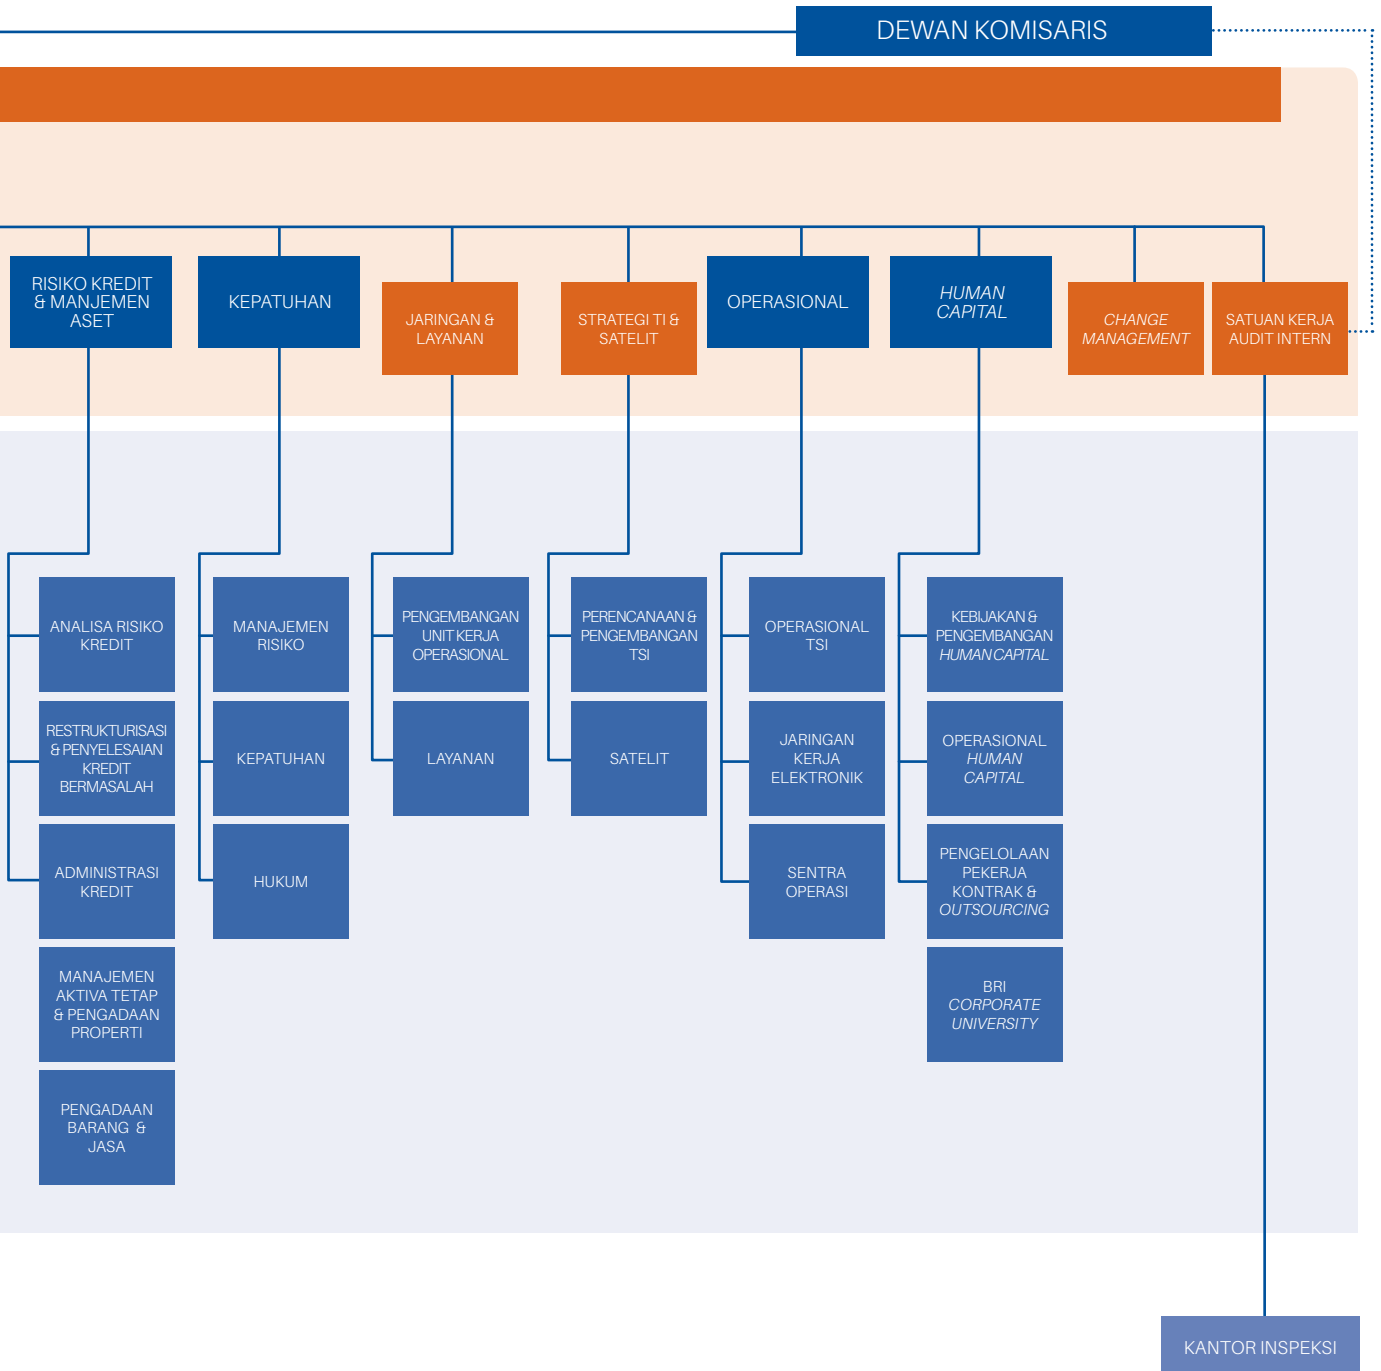 DEWAN KOMISARIS
RISIKO KREDIT
& MANJEMEN
ASET
KEPATUHAN
JARINGAN &
LAYANAN
STRATEGI TI &
SATELIT
OPERASIONAL
HUMAN
CAPITAL
CHANGE
MANAGEMENT
SATUAN KERJA
AUDIT INTERN
ANALISA RISIKO
KREDIT
RESTRUKTURISASI
& PENYELESAIAN
KREDIT
BERMASALAH
ADMINISTRASI
KREDIT
MANAJEMEN
AKTIVA TETAP
& PENGADAAN
PROPERTI
PENGADAAN
BARANG &
JASA
MANAJEMEN
RISIKO
KEPATUHAN
HUKUM
PENGEMBANGAN
UNIT KERJA
OPERASIONAL
LAYANAN
PERENCANAAN &
PENGEMBANGAN
TSI
SATELIT
OPERASIONAL
TSI
JARINGAN
KERJA
ELEKTRONIK
SENTRA
OPERASI
KEBIJAKAN &
PENGEMBANGAN
HUMAN CAPITAL
OPERASIONAL
HUMAN
CAPITAL
PENGELOLAAN
PEKERJA
KONTRAK &
OUTSOURCING
BRI
CORPORATE
UNIVERSITY
KANTOR INSPEKSI